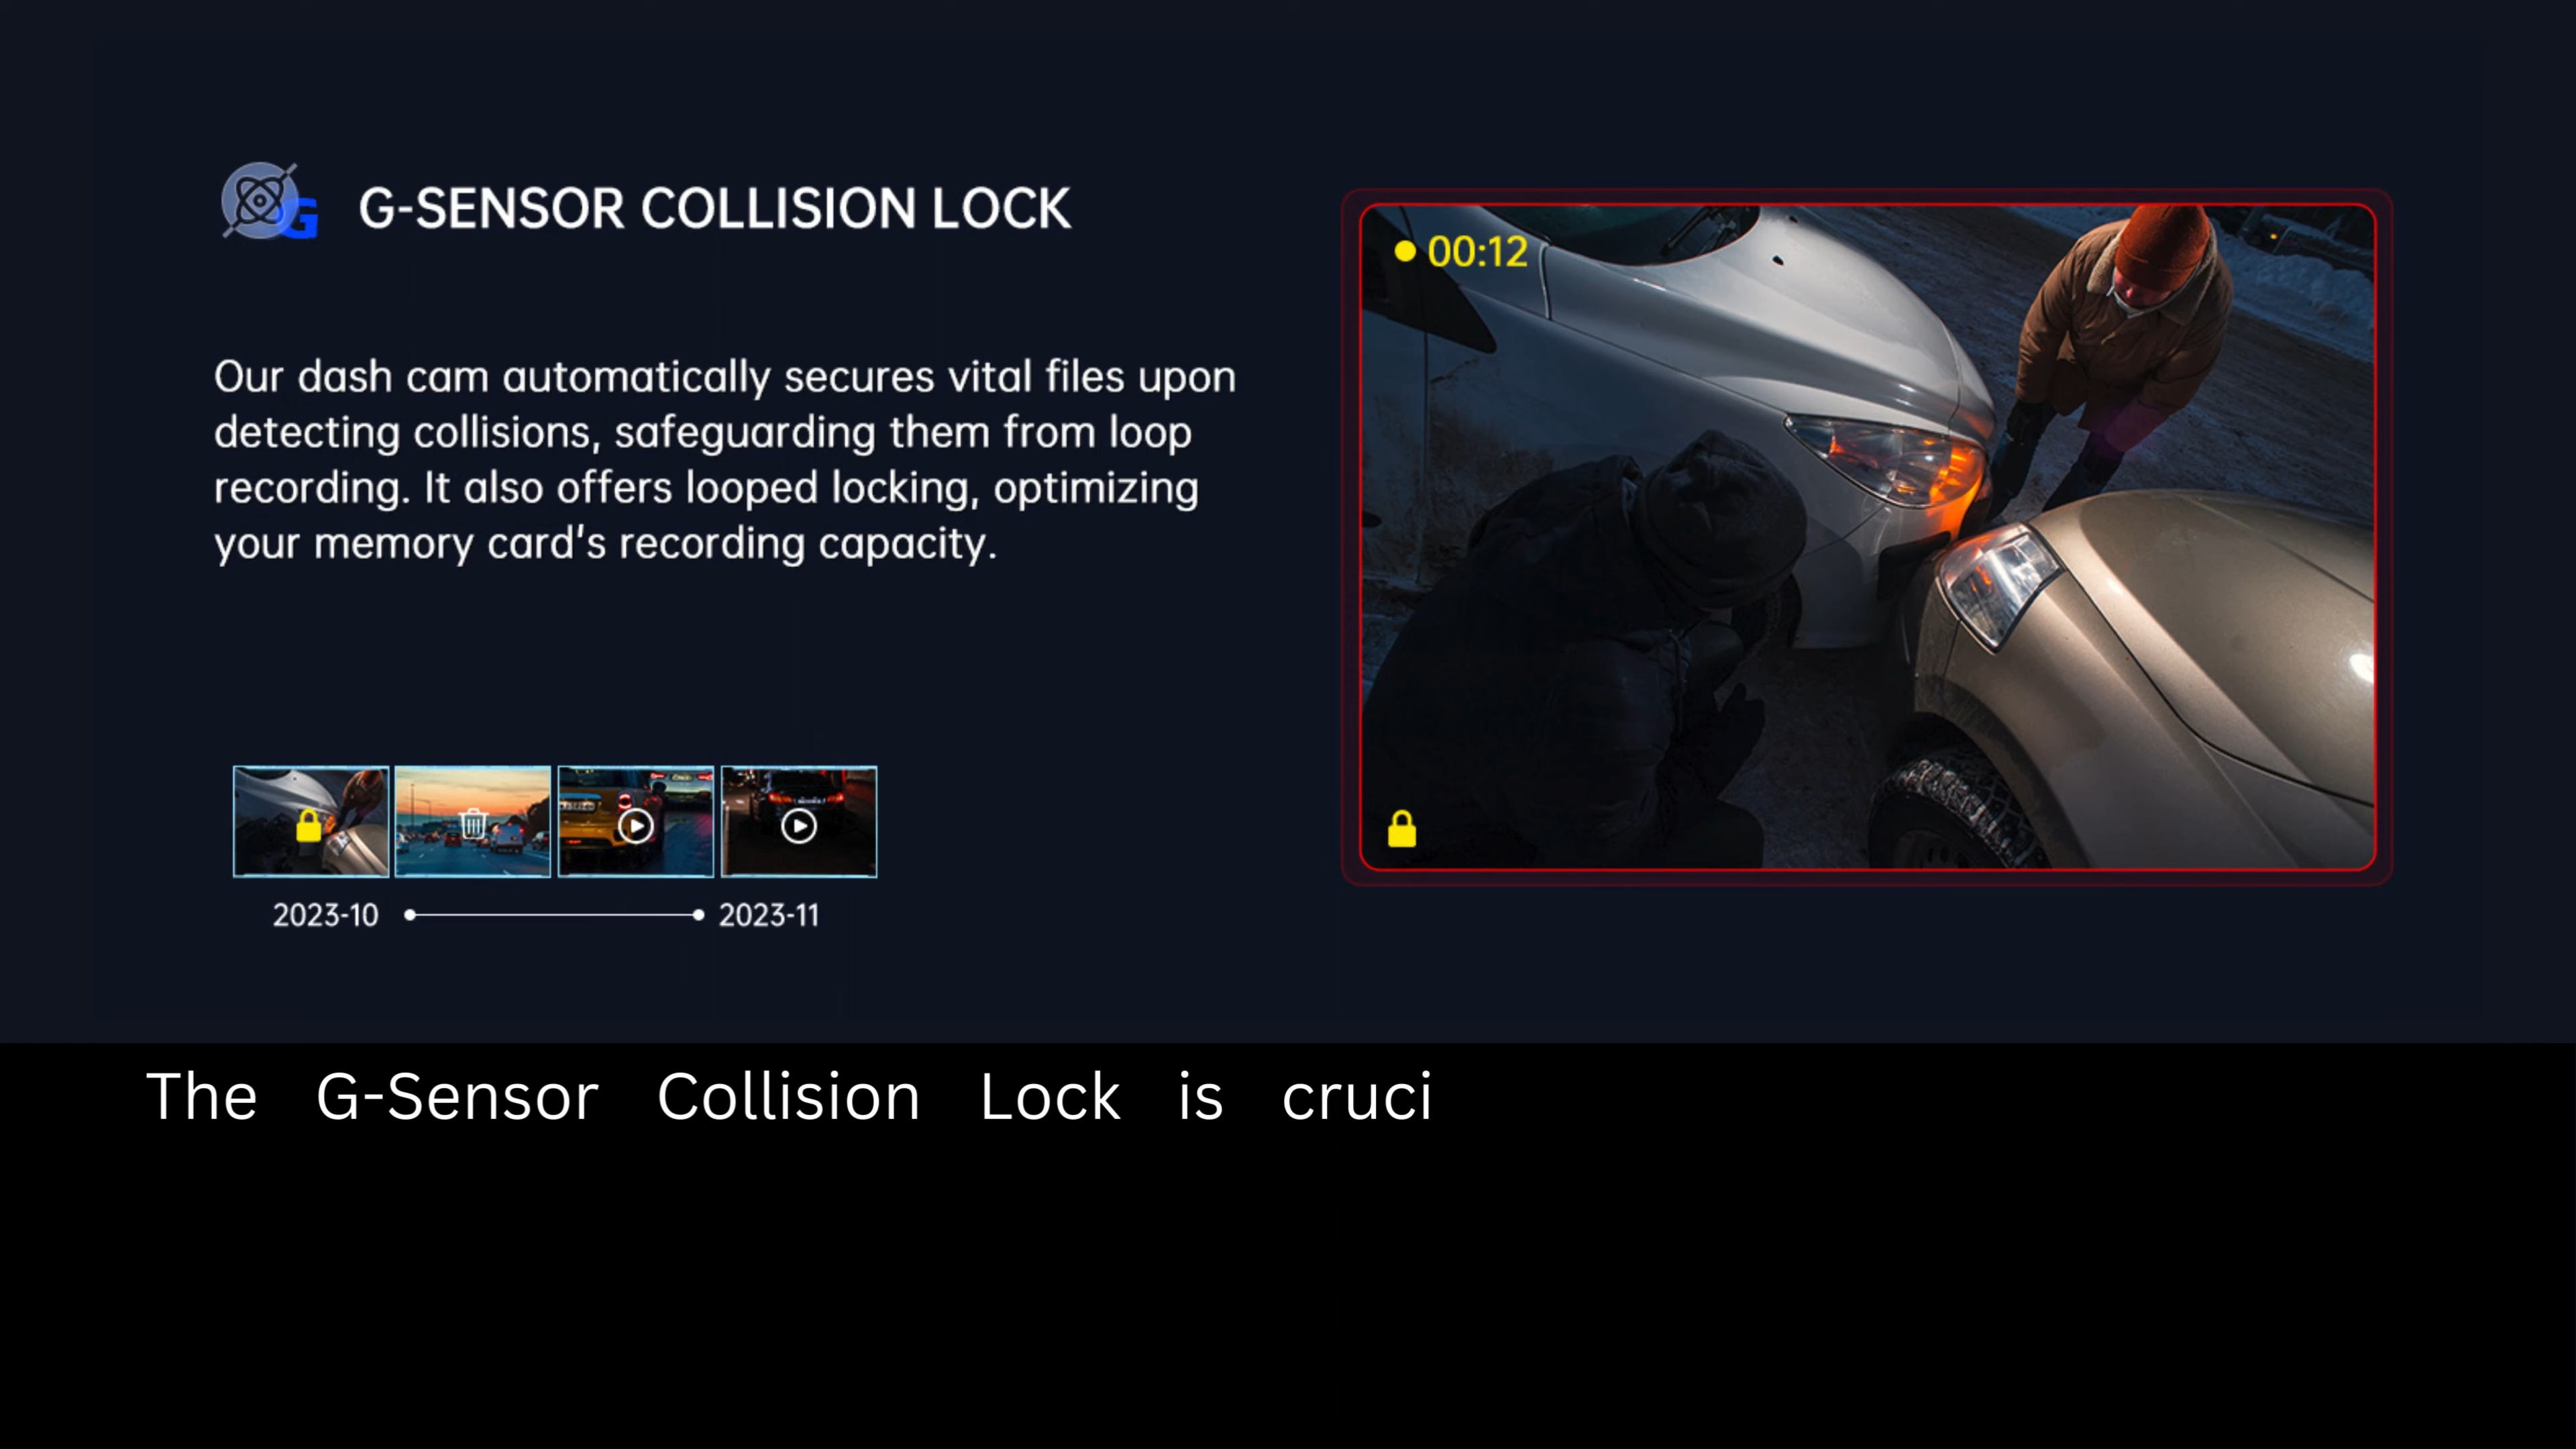 G
G-SENSOR COLLISION LOCK
Our dash cam automatically secures vital files upon
detecting collisions, safeguarding them from loop
recording. It also offers looped locking, optimizing
your memory card's recording capacity.
2023-10
2023-11
00:12
The G-Sensor Collision Lock is cruci